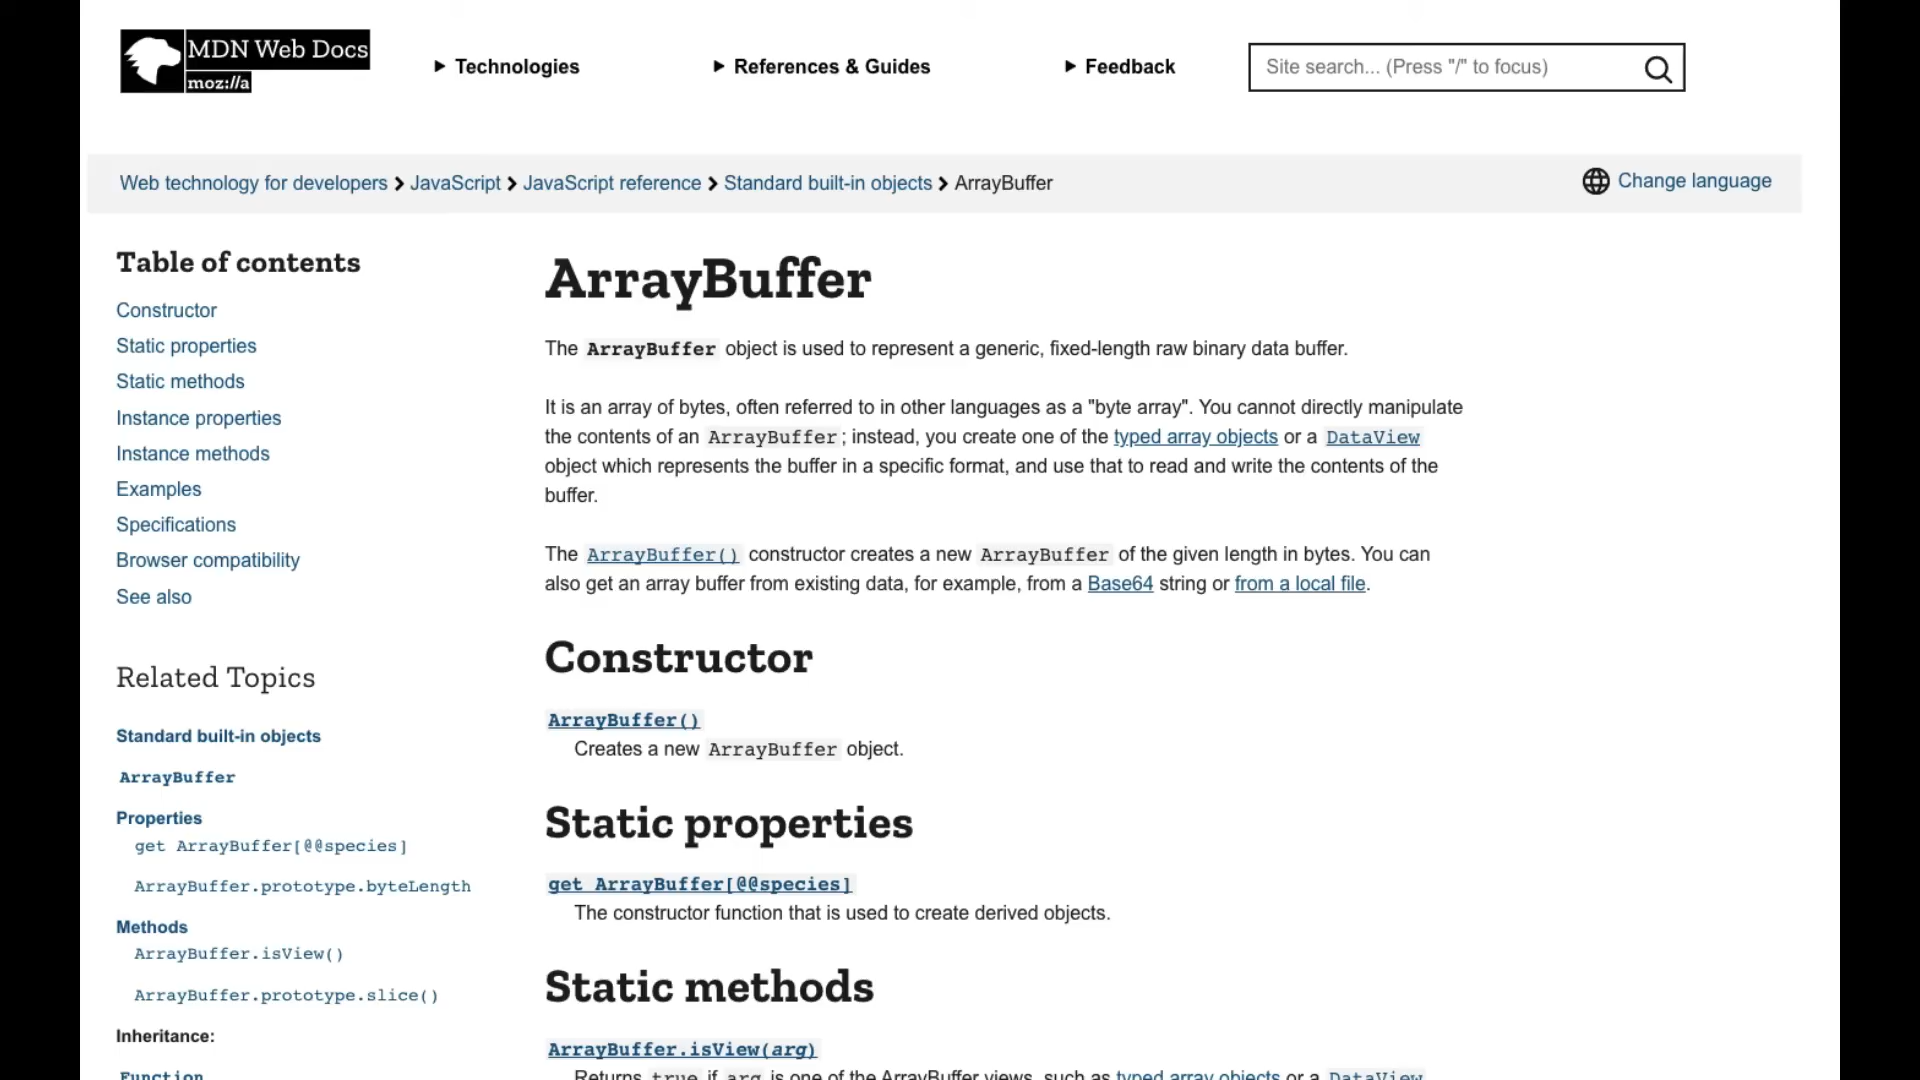 MDN Web Docs
moz://a
Technologies
References & Guides
Feedback
Site search... (Press "/" to focus)
Web technology for developers > JavaScript > JavaScript reference > Standard built-in objects > ArrayBuffer
Change language
Table of contents
Constructor
Static properties
Static methods
Instance properties
Instance methods
Examples
Specifications
Browser compatibility
See also
Related Topics
Standard built-in objects
ArrayBuffer
Properties
get ArrayBuffer[@@species]
ArrayBuffer.prototype.byteLength
Methods
ArrayBuffer.isView()
ArrayBuffer.prototype.slice()
Inheritance:
Function
ArrayBuffer
The ArrayBuffer object is used to represent a generic, fixed-length raw binary data buffer.
It is an array of bytes, often referred to in other languages as a "byte array". You cannot directly manipulate
the contents of an ArrayBuffer; instead, you create one of the typed array objects or a DataView
object which represents the buffer in a specific format, and use that to read and write the contents of the
buffer.
The ArrayBuffer() constructor creates a new ArrayBuffer of the given length in bytes. You can
also get an array buffer from existing data, for example, from a Base64 string or from a local file.
Constructor
ArrayBuffer()
Creates a new ArrayBuffer object.
Static properties
get ArrayBuffer[@@species]
The constructor function that is used to create derived objects.
Static methods
ArrayBuffer.isView(arg)
Returns true if arg is one of the ArrayBuffer views, such as typed array objects or a DataView